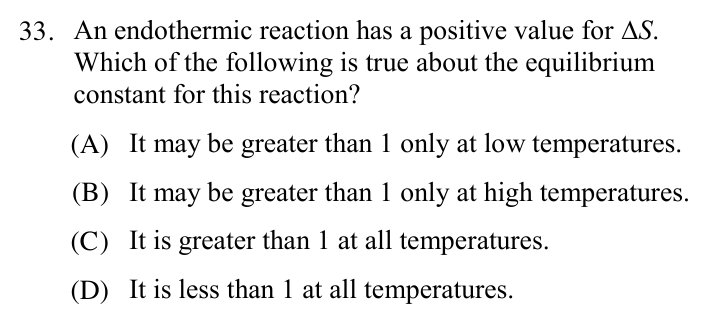 33. An endothermic reaction has a positive value for ΔS.
Which of the following is true about the equilibrium
constant for this reaction?
(A) It may be greater than 1 only at low temperatures.
(B) It may be greater than 1 only at high temperatures.
(C) It is greater than 1 at all temperatures.
(D) It is less than 1 at all temperatures.